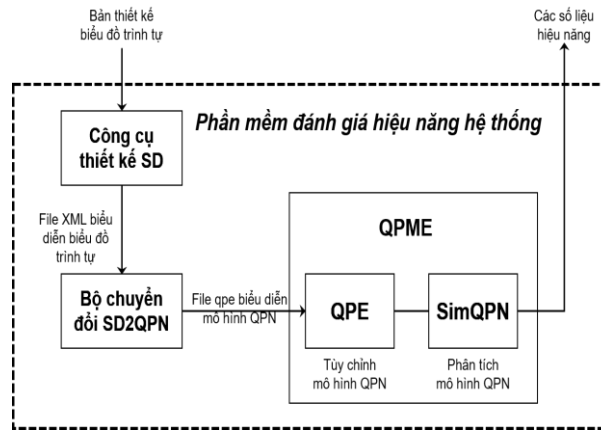 Bản thiết kế
biểu đồ trình tự
Các số liệu
hiệu năng
Phần mềm đánh giá hiệu năng hệ thống
Công cụ
thiết kế SD
File XML biểu
diễn biểu đồ
trình tự
QPME
Bộ chuyển
đổi SD2QPN
File qpe biểu diễn
mô hình QPN
QPE
SimQPN
Tùy chỉnh
mô hình QPN
Phân tích
mô hình QPN